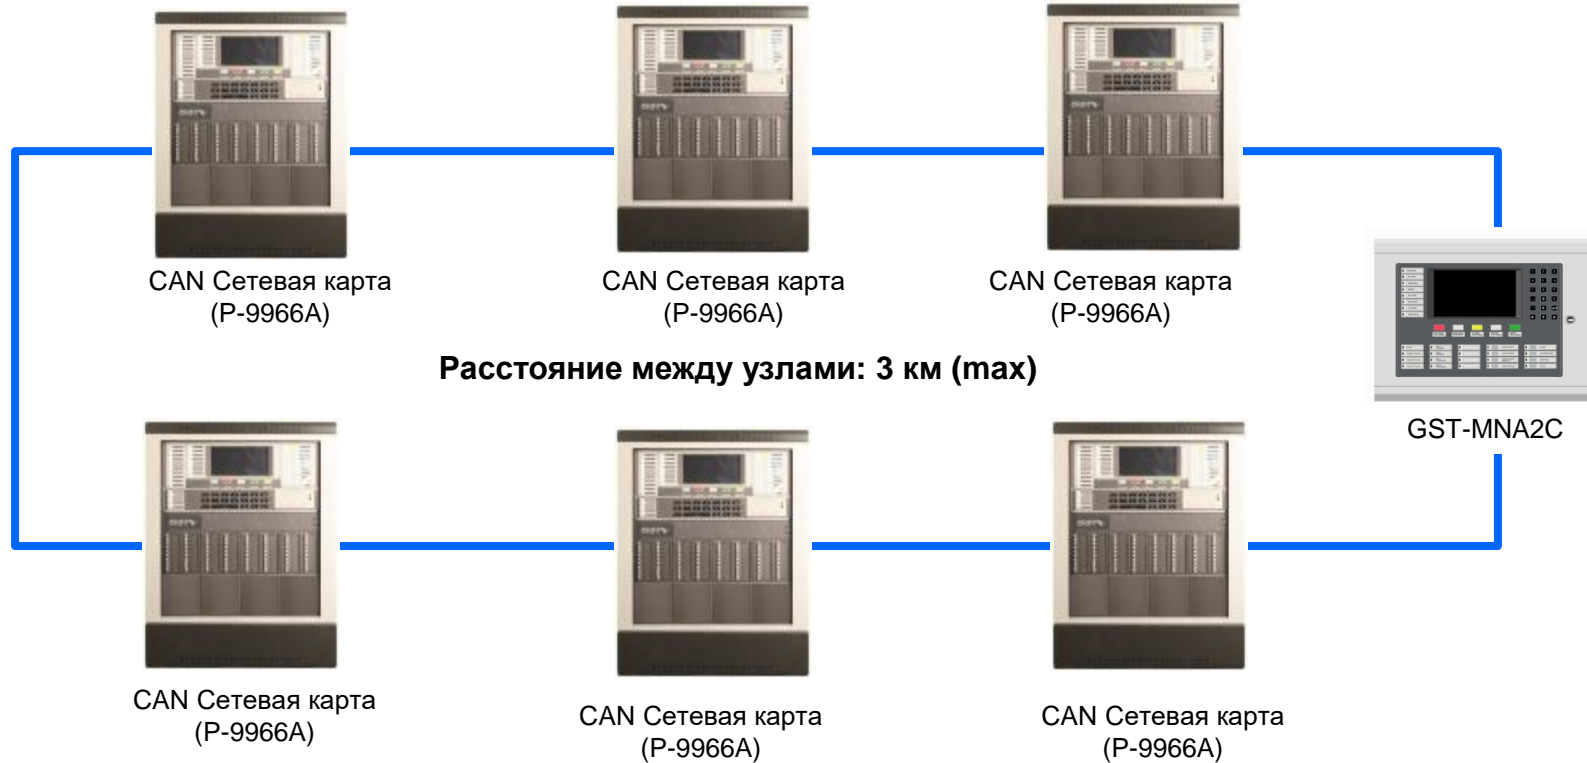 CAN Сетевая карта
(P-9966A)
CAN Сетевая карта
(P-9966A)
CAN Сетевая карта
(P-9966A)
Расстояние между узлами: 3 км (max)
GST-MNA2C
CAN Сетевая карта
(P-9966A)
CAN Сетевая карта
(P-9966A)
CAN Сетевая карта
(P-9966A)